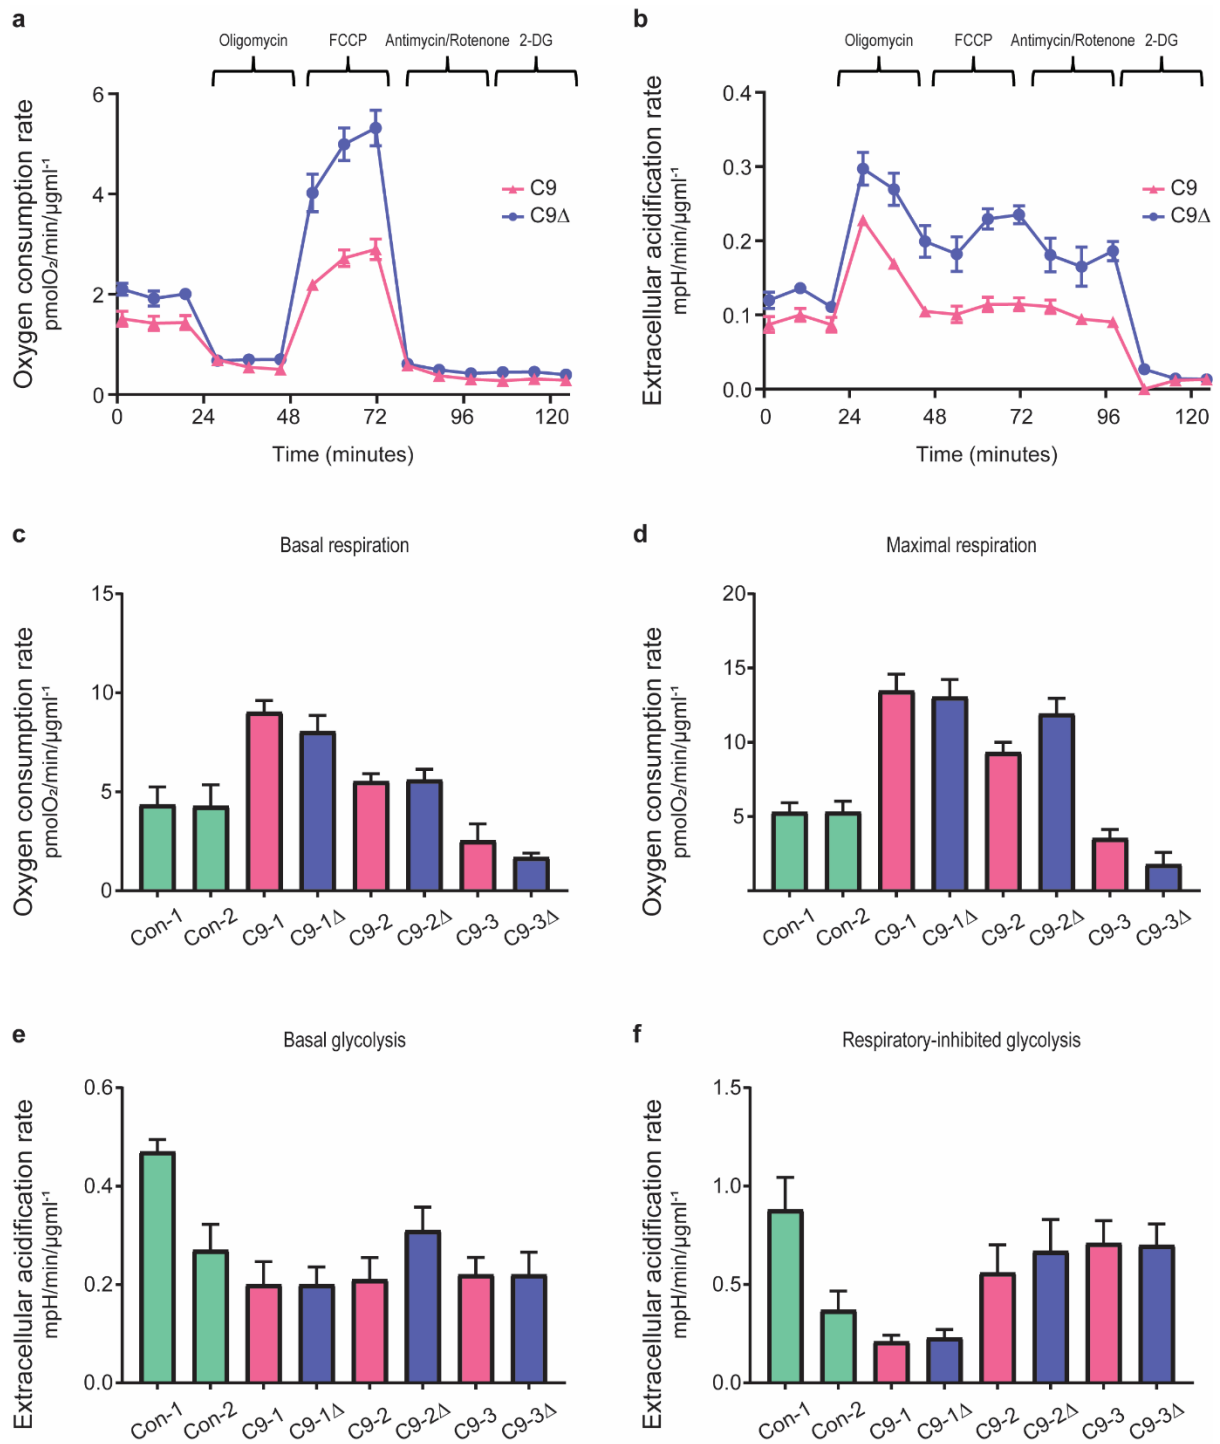 a
Oligomycin FCCP Antimycin/Rotenone 2-DG
Oxygen consumption rate
pmolO₂/min/µgml⁻¹
6
4
2
0
0 24 48 72 96 120
Time (minutes)
C9
C9Δ
b
Oligomycin FCCP Antimycin/Rotenone 2-DG
Extracellular acidification rate
mpH/min/µgml⁻¹
0.4
0.3
0.2
0.1
0.0
0 24 48 72 96 120
Time (minutes)
C9
C9Δ
c
Basal respiration
Oxygen consumption rate
pmolO₂/min/µgml⁻¹
15
10
5
0
Con-1 Con-2 C9-1 C9-1Δ C9-2 C9-2Δ C9-3 C9-3Δ
d
Maximal respiration
Oxygen consumption rate
pmolO₂/min/µgml⁻¹
20
15
10
5
Con-1 Con-2 C9-1 C9-1Δ C9-2 C9-2Δ C9-3 C9-3Δ
e
Basal glycolysis
Extracellular acidification rate
mpH/min/µgml⁻¹
0.6
0.4
0.2
0.0
Con-1 Con-2 C9-1 C9-1Δ C9-2 C9-2Δ C9-3 C9-3Δ
f
Respiratory-inhibited glycolysis
Extracellular acidification rate
mpH/min/µgml⁻¹
1.5
1.0
0.5
0.0
Con-1 Con-2 C9-1 C9-1Δ C9-2 C9-2Δ C9-3 C9-3Δ